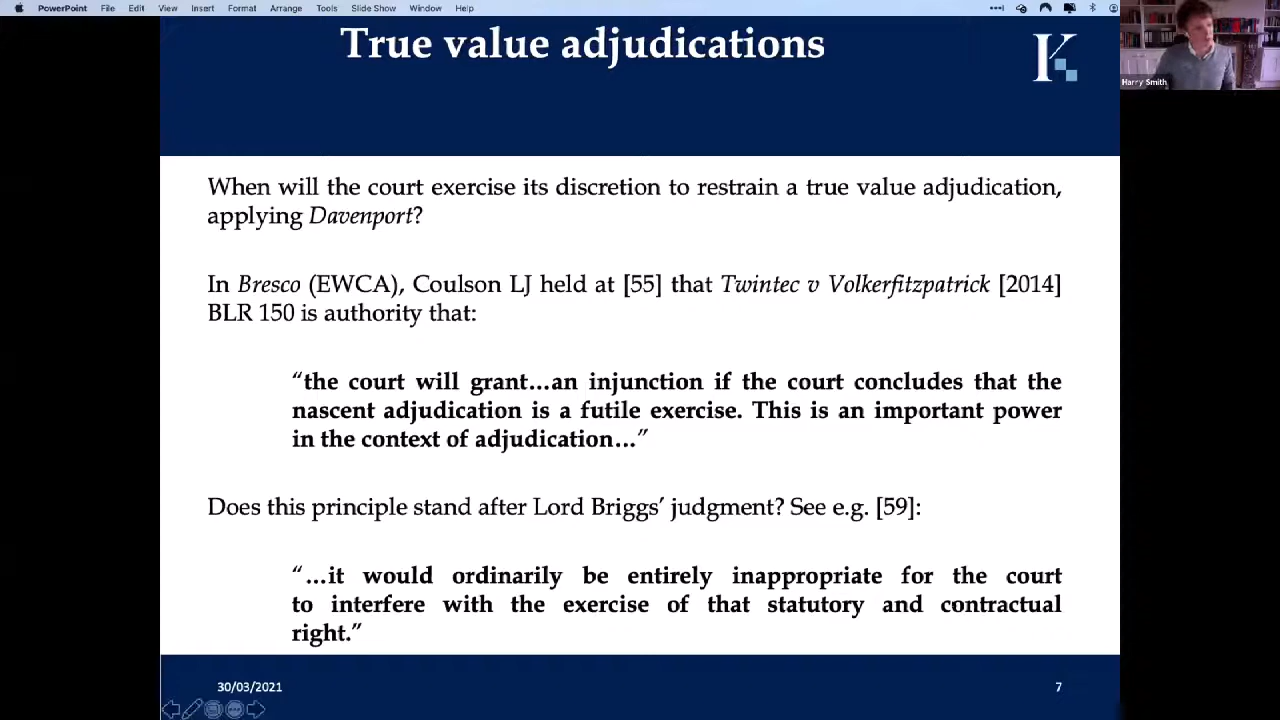 PowerPoint File Edit View Insert Format Arrange Tools Slide Show Window Help
True value adjudications
K
Harry Smith
When will the court exercise its discretion to restrain a true value adjudication,
applying Davenport?
In Bresco (EWCA), Coulson LJ held at [55] that Twintec v Volkerfitzpatrick [2014]
BLR 150 is authority that:
“the court will grant…an injunction if the court concludes that the
nascent adjudication is a futile exercise. This is an important power
in the context of adjudication…”
Does this principle stand after Lord Briggs’ judgment? See e.g. [59]:
“…it would ordinarily be entirely inappropriate for the court
to interfere with the exercise of that statutory and contractual
right.”
30/03/2021
7